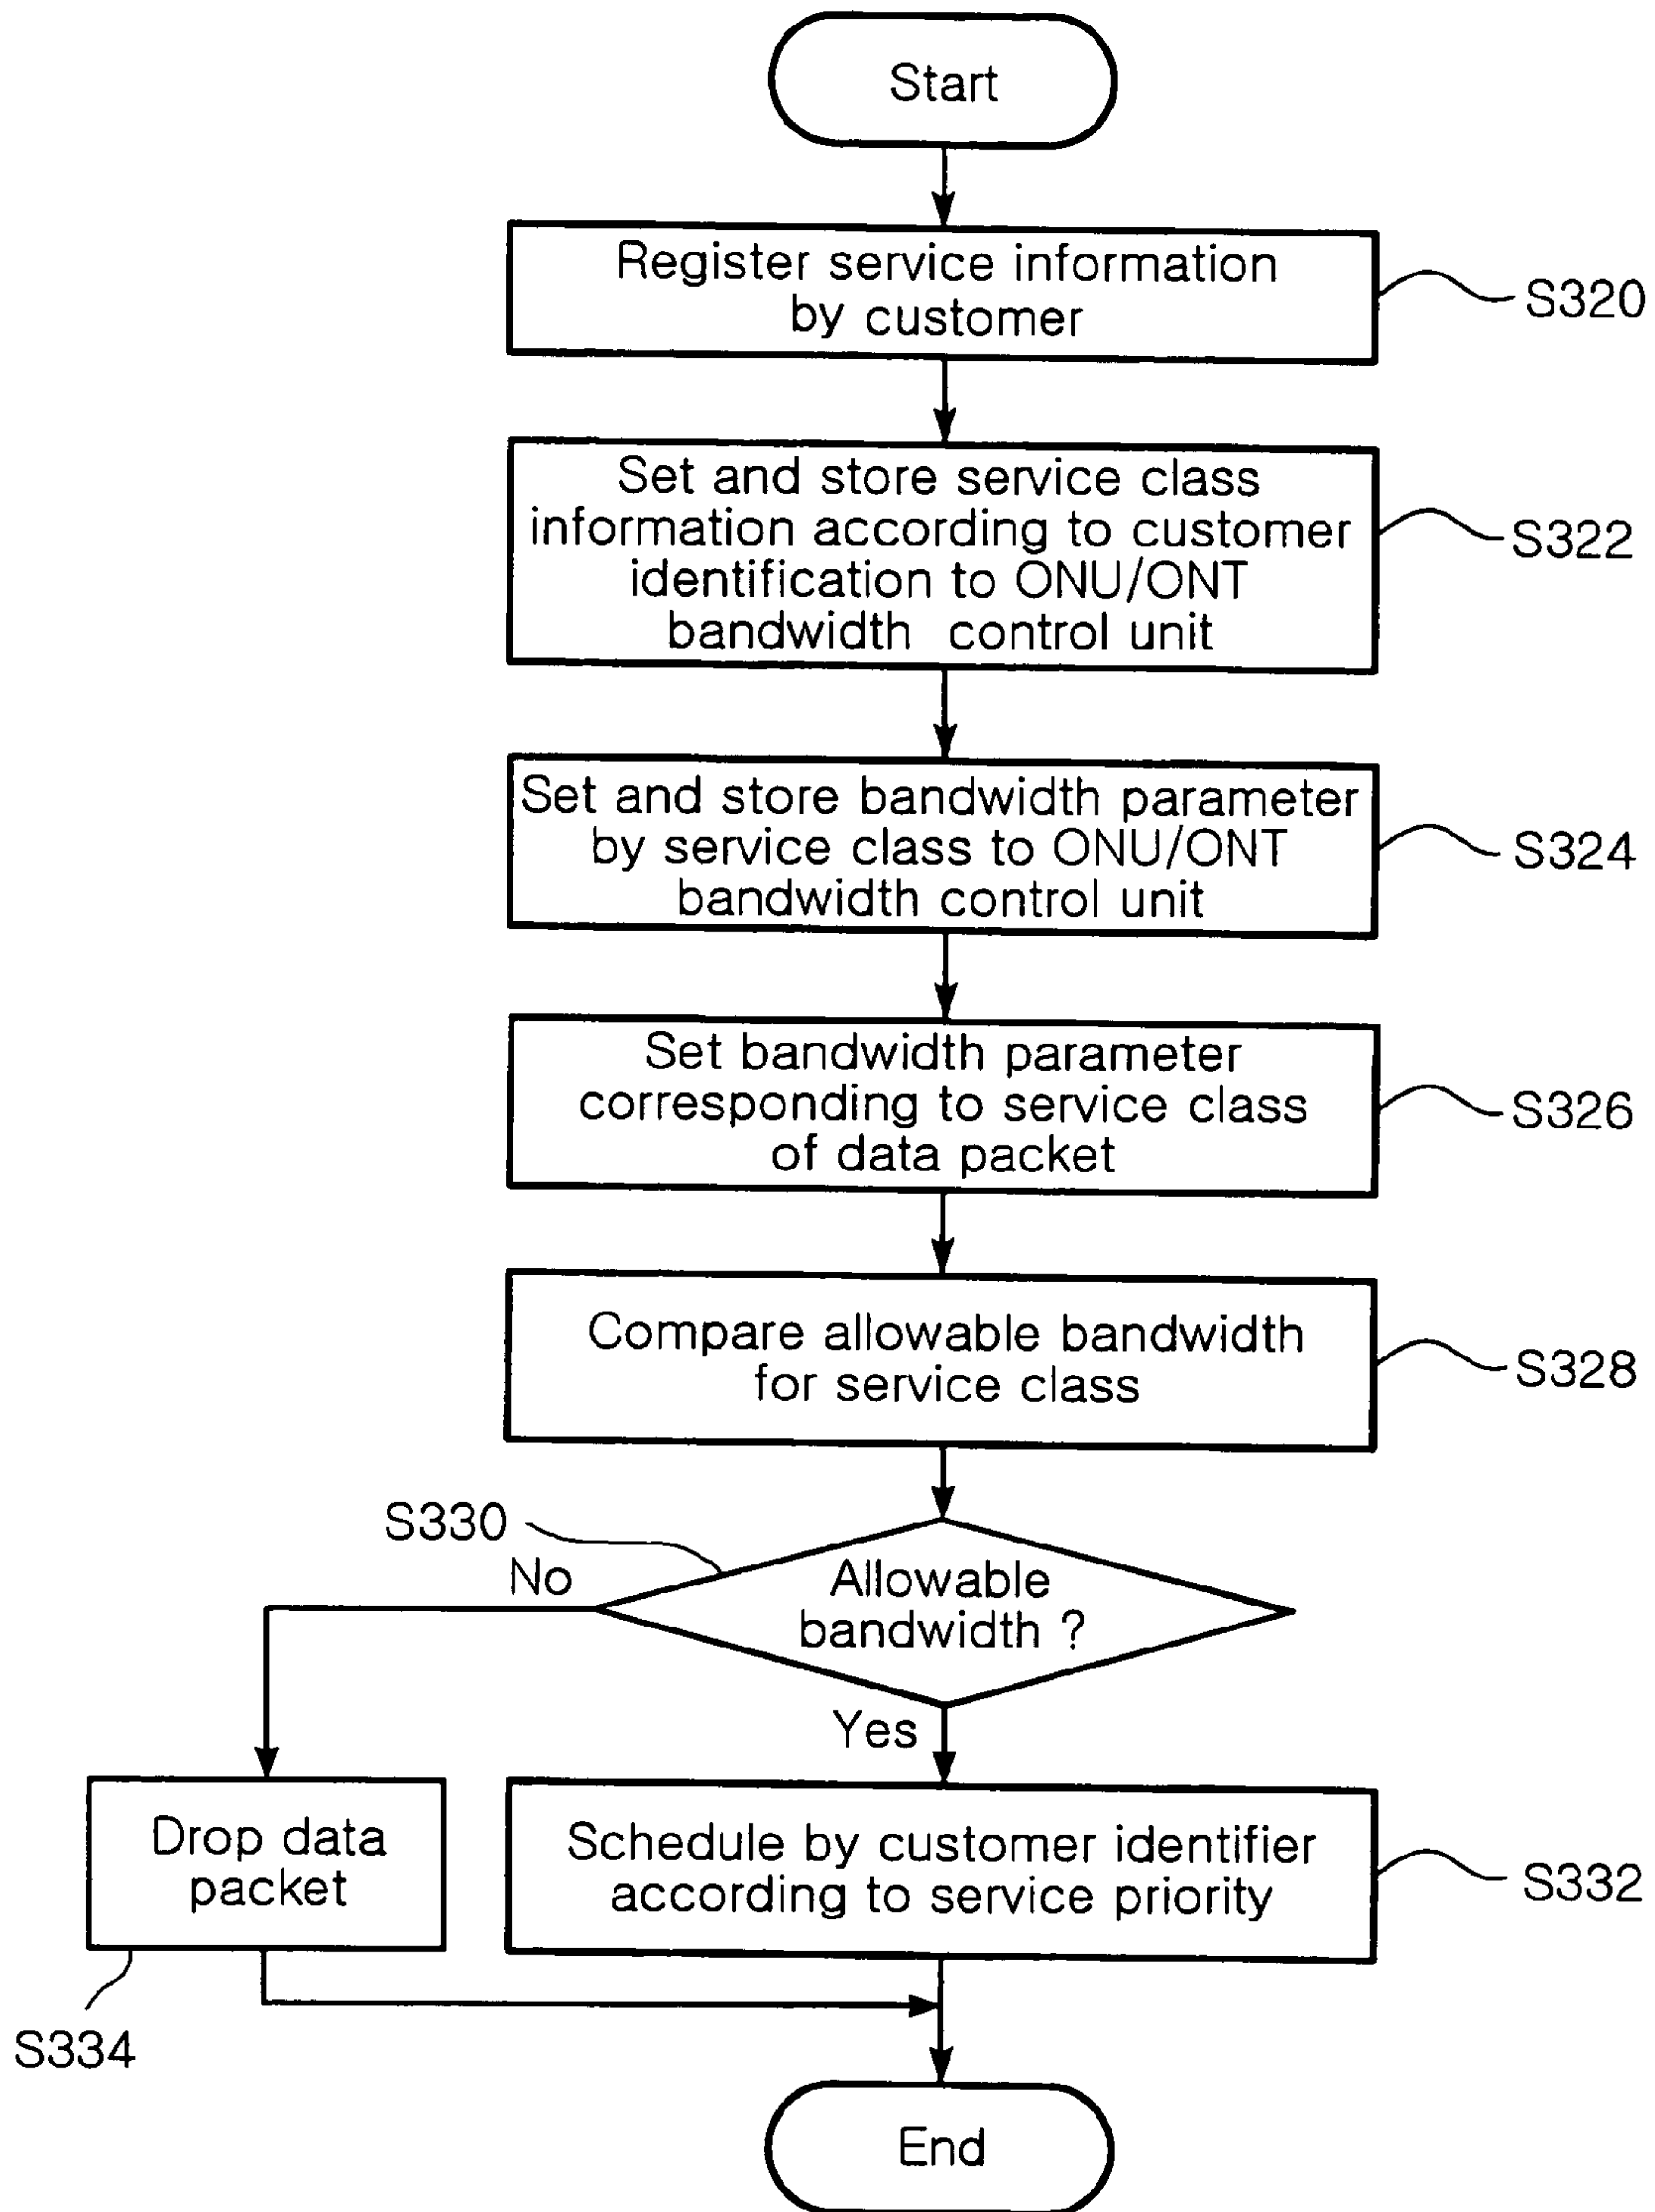 Start
Register service information
by customer
S320
Set and store service class
information according to customer
identification to ONU/ONT
bandwidth control unit
S322
Set and store bandwidth parameter
by service class to ONU/ONT
bandwidth control unit
S324
Set bandwidth parameter
corresponding to service class
of data packet
S326
Compare allowable bandwidth
for service class
S328
S330
No
Allowable
bandwidth ?
Yes
Drop data
packet
S334
Schedule by customer identifier
according to service priority
S332
End